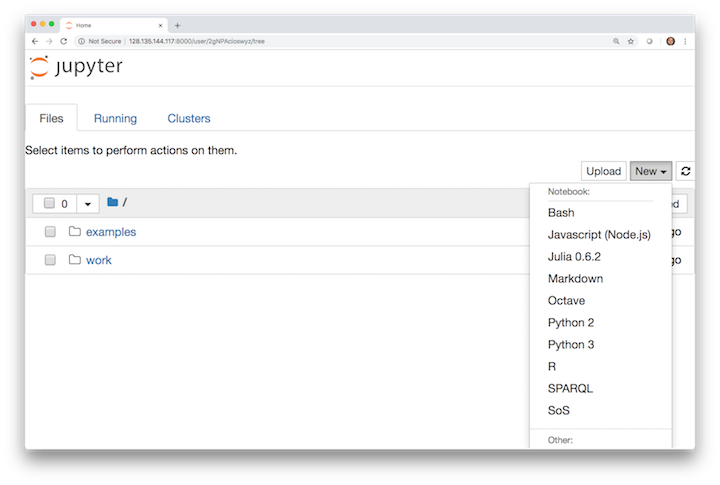 Home
Not Secure | 128.135.144.117:8000/user/2gNPAcioswyz/tree
jupyter
Files Running Clusters
Select items to perform actions on them.
Upload New
0 /
Notebook:
examples
work
Bash
Javascript (Node.js)
Julia 0.6.2
Markdown
Octave
Python 2
Python 3
R
SPARQL
SoS
Other: